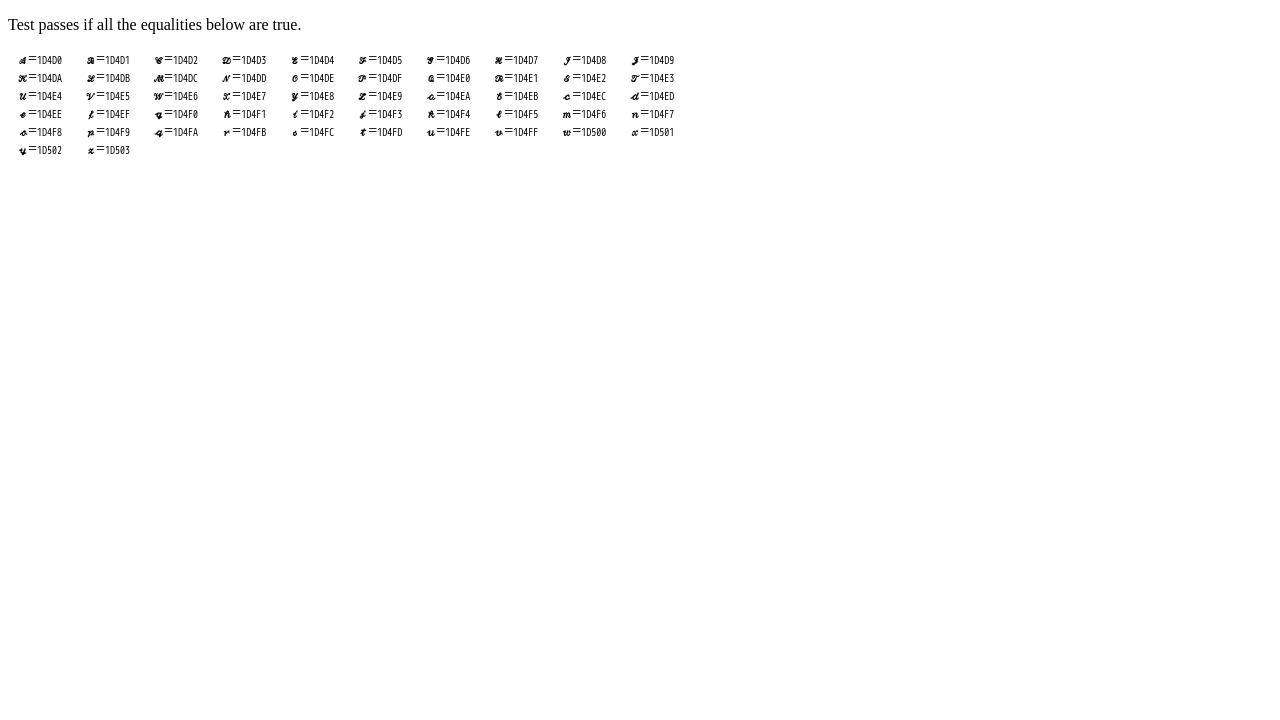 Test passes if all the equalities below are true.
𝓐=1D4D0 𝓑=1D4D1 𝓒=1D4D2 𝓓=1D4D3 𝓔=1D4D4 𝓕=1D4D5 𝓖=1D4D6 𝓗=1D4D7 𝓘=1D4D8 𝓙=1D4D9
𝓚=1D4DA 𝓛=1D4DB 𝓜=1D4DC 𝓝=1D4DD 𝓞=1D4DE 𝓟=1D4DF 𝓠=1D4E0 𝓡=1D4E1 𝓢=1D4E2 𝓣=1D4E3
𝓤=1D4E4 𝓥=1D4E5 𝓦=1D4E6 𝓧=1D4E7 𝓨=1D4E8 𝓩=1D4E9 𝓪=1D4EA 𝓫=1D4EB 𝓬=1D4EC 𝓭=1D4ED
𝓮=1D4EE 𝓯=1D4EF 𝓰=1D4F0 𝓱=1D4F1 𝓲=1D4F2 𝓳=1D4F3 𝓴=1D4F4 𝓵=1D4F5 𝓶=1D4F6 𝓷=1D4F7
𝓸=1D4F8 𝓹=1D4F9 𝓺=1D4FA 𝓻=1D4FB 𝓼=1D4FC 𝓽=1D4FD 𝓾=1D4FE 𝓿=1D4FF 𝔀=1D500 𝔁=1D501
𝔂=1D502 𝔃=1D503